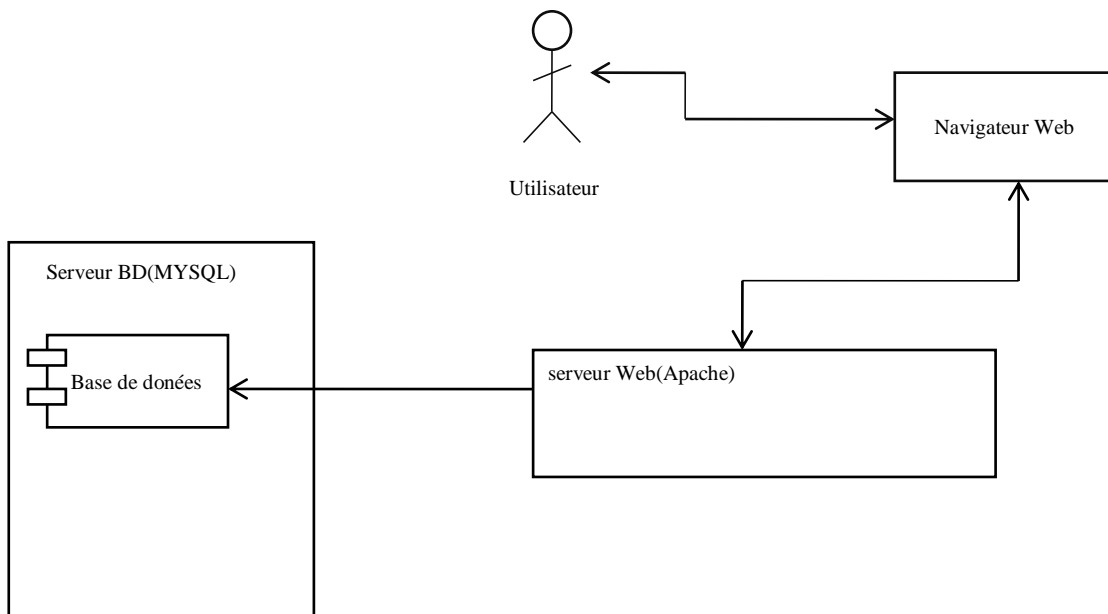 Navigateur Web
Utilisateur
Serveur BD(MYSQL)
Base de donées
serveur Web(Apache)